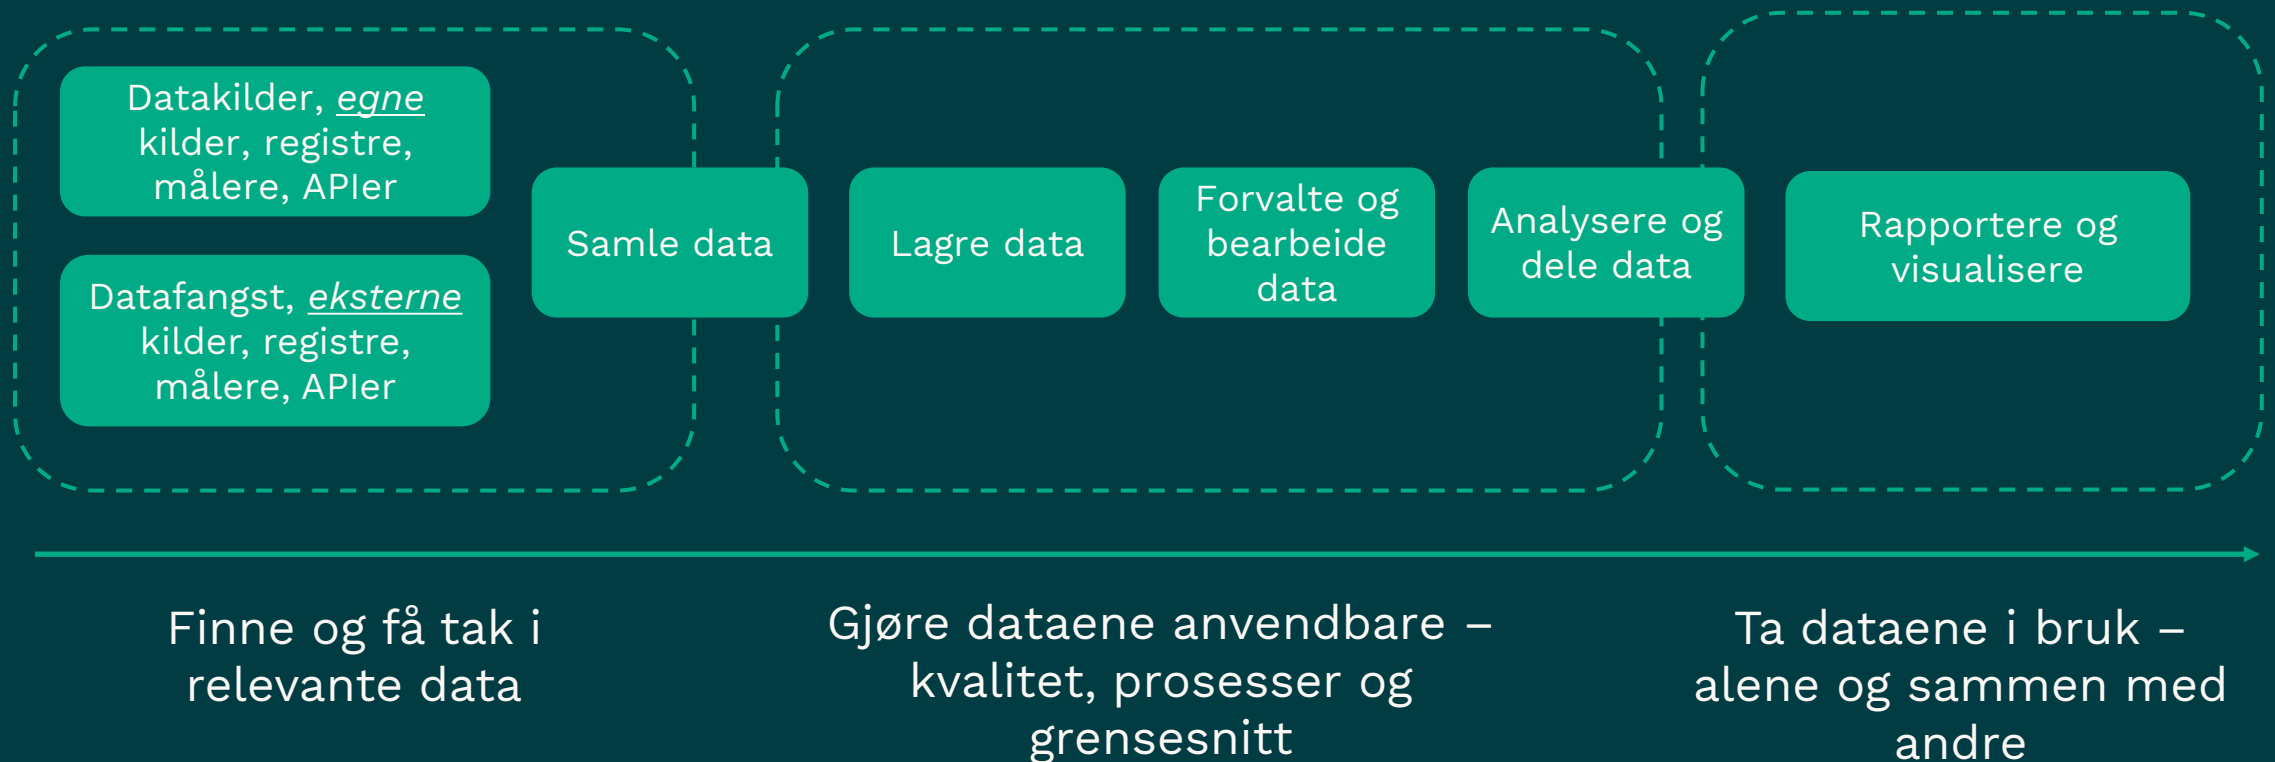 Datakilder, egne
kilder, registre,
målere, APIer
Datafangst, eksterne
kilder, registre,
målere, APIer
Samle data
Lagre data
Forvalte og
bearbeide
data
Analysere og
dele data
Rapportere og
visualisere
Finne og få tak i
relevante data
Gjøre dataene anvendbare –
kvalitet, prosesser og
grensesnitt
Ta dataene i bruk –
alene og sammen med
andre